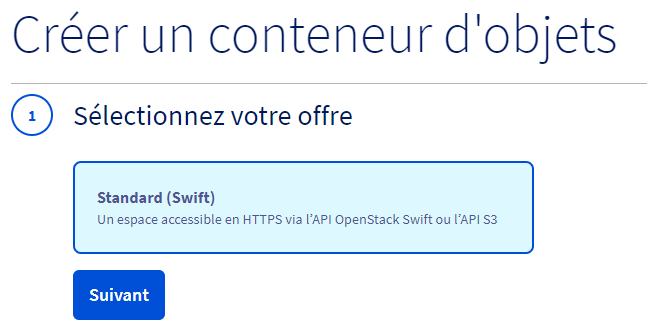 Créer un conteneur d'objets
1
Sélectionnez votre offre
Standard (Swift)
Un espace accessible en HTTPS via l’API OpenStack Swift ou l’API S3
Suivant